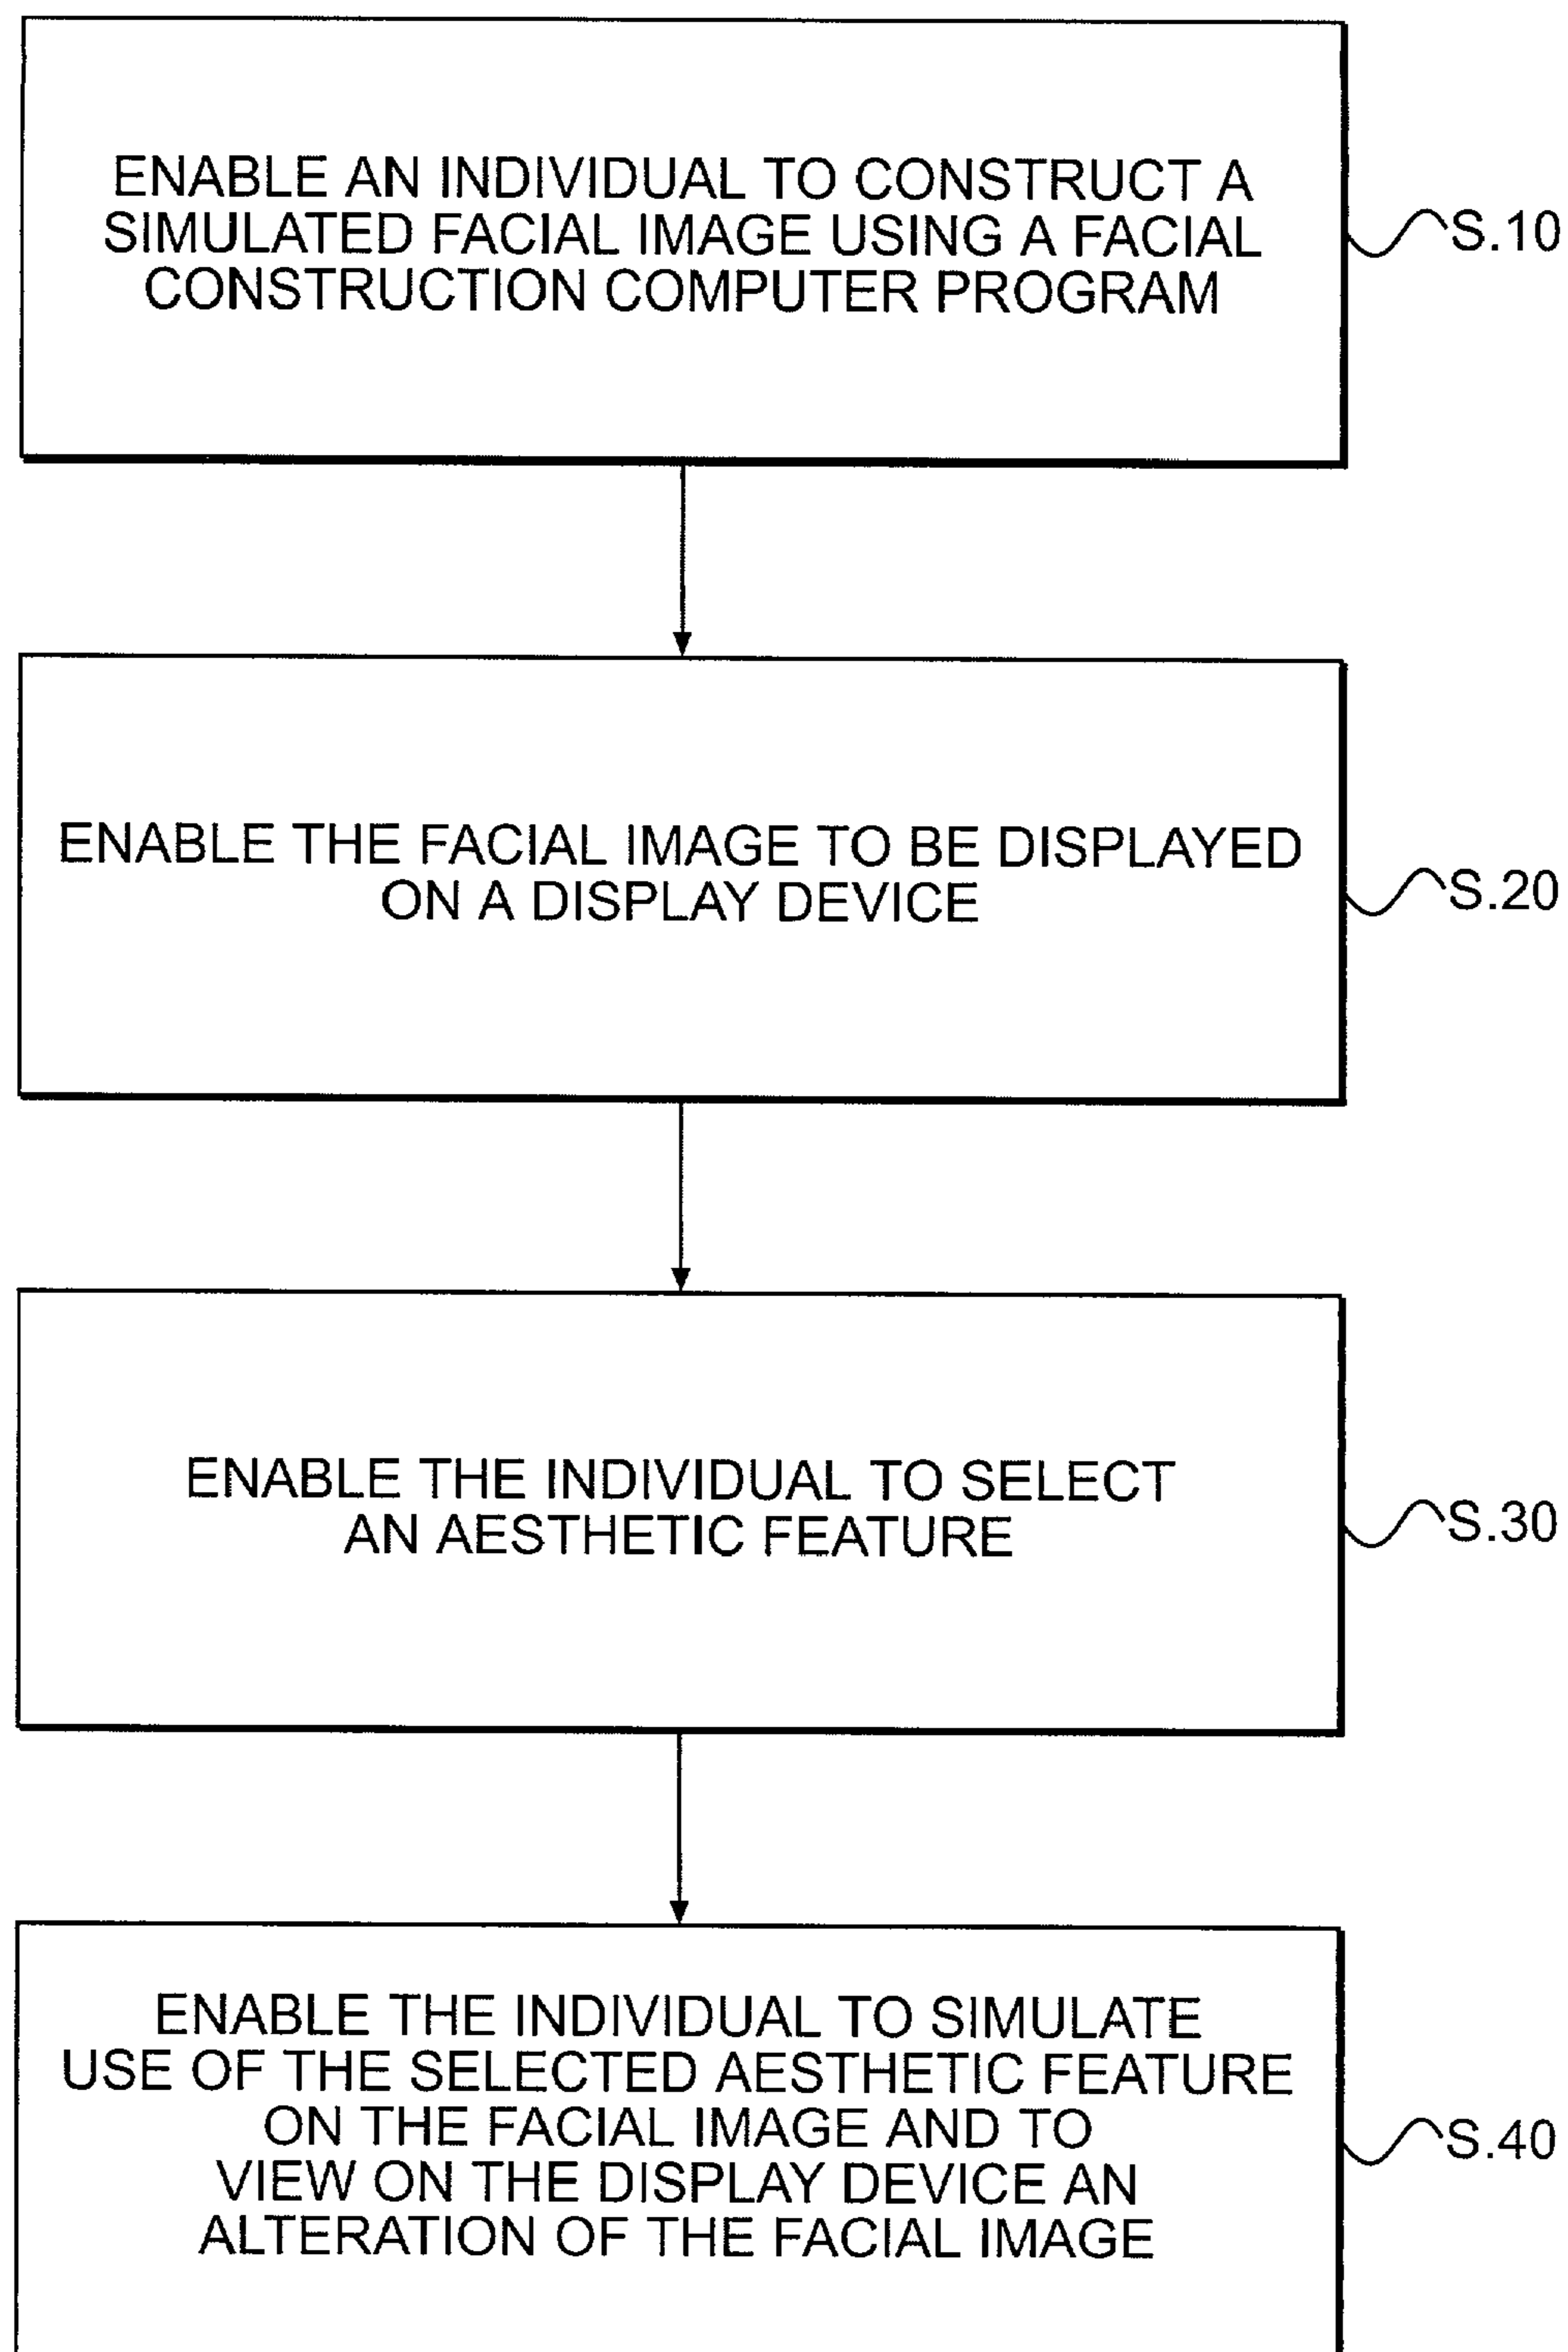 ENABLE AN INDIVIDUAL TO CONSTRUCT A
SIMULATED FACIAL IMAGE USING A FACIAL
CONSTRUCTION COMPUTER PROGRAM
S.10
ENABLE THE FACIAL IMAGE TO BE DISPLAYED
ON A DISPLAY DEVICE
S.20
ENABLE THE INDIVIDUAL TO SELECT
AN AESTHETIC FEATURE
S.30
ENABLE THE INDIVIDUAL TO SIMULATE
USE OF THE SELECTED AESTHETIC FEATURE
ON THE FACIAL IMAGE AND TO
VIEW ON THE DISPLAY DEVICE AN
ALTERATION OF THE FACIAL IMAGE
S.40